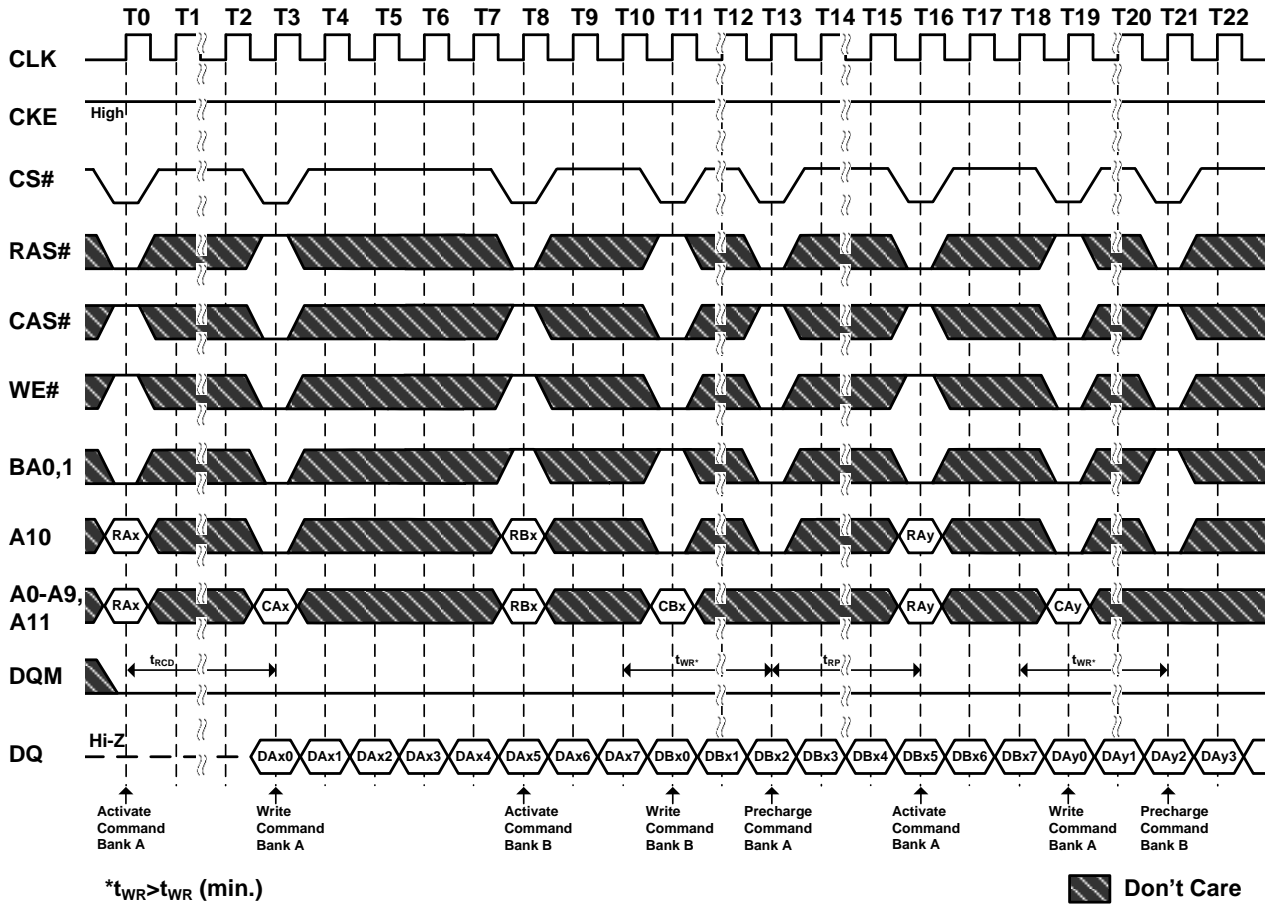 T0 T1 T2 T3 T4 T5 T6 T7 T8 T9 T10 T11 T12 T13 T14 T15 T16 T17 T18 T19 T20 T21 T22
CLK
CKE High
CS#
RAS#
CAS#
WE#
BA0,1
A10 RAx RBx RAy
A0-A9, A11 RAx CAx RBx CBx RAy CAy
tRCD tWR* tRP tWR*
DQM
DQ Hi-Z DAx0 DAx1 DAx2 DAx3 DAx4 DAx5 DAx6 DAx7 DBx0 DBx1 DBx2 DBx3 DBx4 DBx5 DBx6 DBx7 DAy0 DAy1 DAy2 DAy3
Activate Command Bank A
Write Command Bank A
Activate Command Bank B
Write Command Bank B
Precharge Command Bank A
Activate Command Bank A
Write Command Bank A
Precharge Command Bank B
*tWR>tWR (min.)
Don't Care